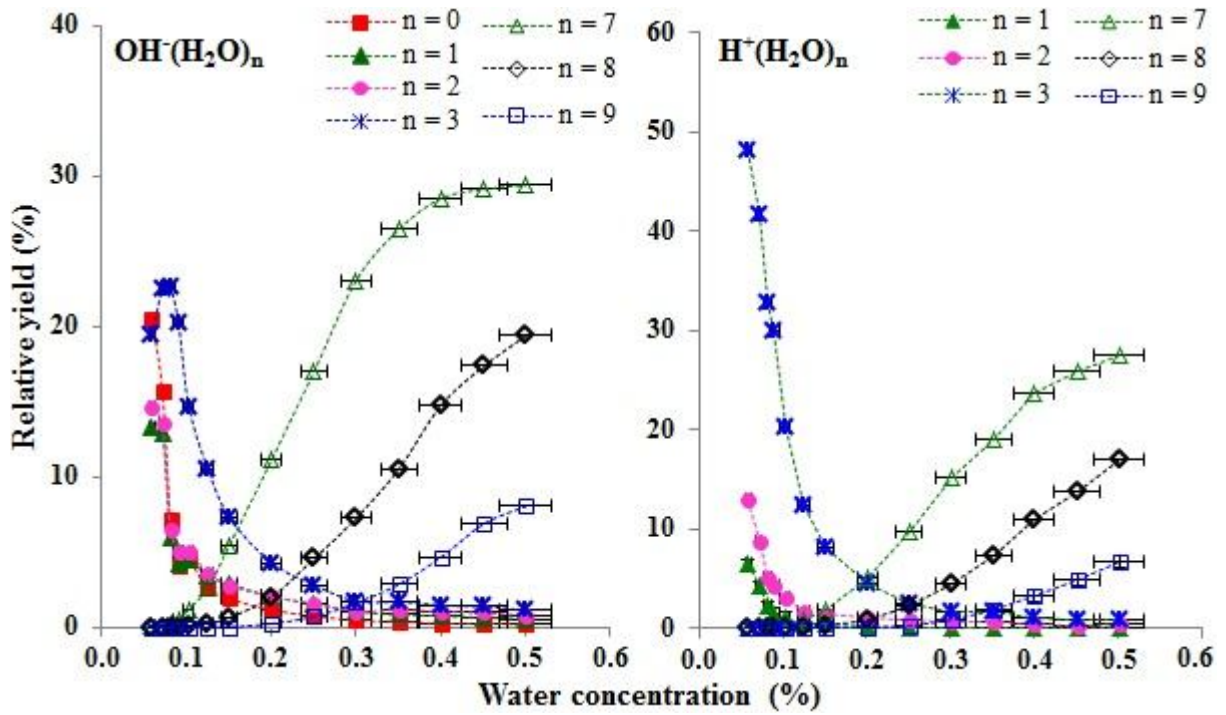 OH⁻(H₂O)ₙ
n = 0
n = 1
n = 2
n = 3
n = 7
n = 8
n = 9
40
30
20
10
0
0.0 0.1 0.2 0.3 0.4 0.5 0.6
Relative yield (%)
H⁺(H₂O)ₙ
n = 1
n = 2
n = 3
n = 7
n = 8
n = 9
60
50
40
30
20
10
0
0.0 0.1 0.2 0.3 0.4 0.5 0.6
Water concentration (%)